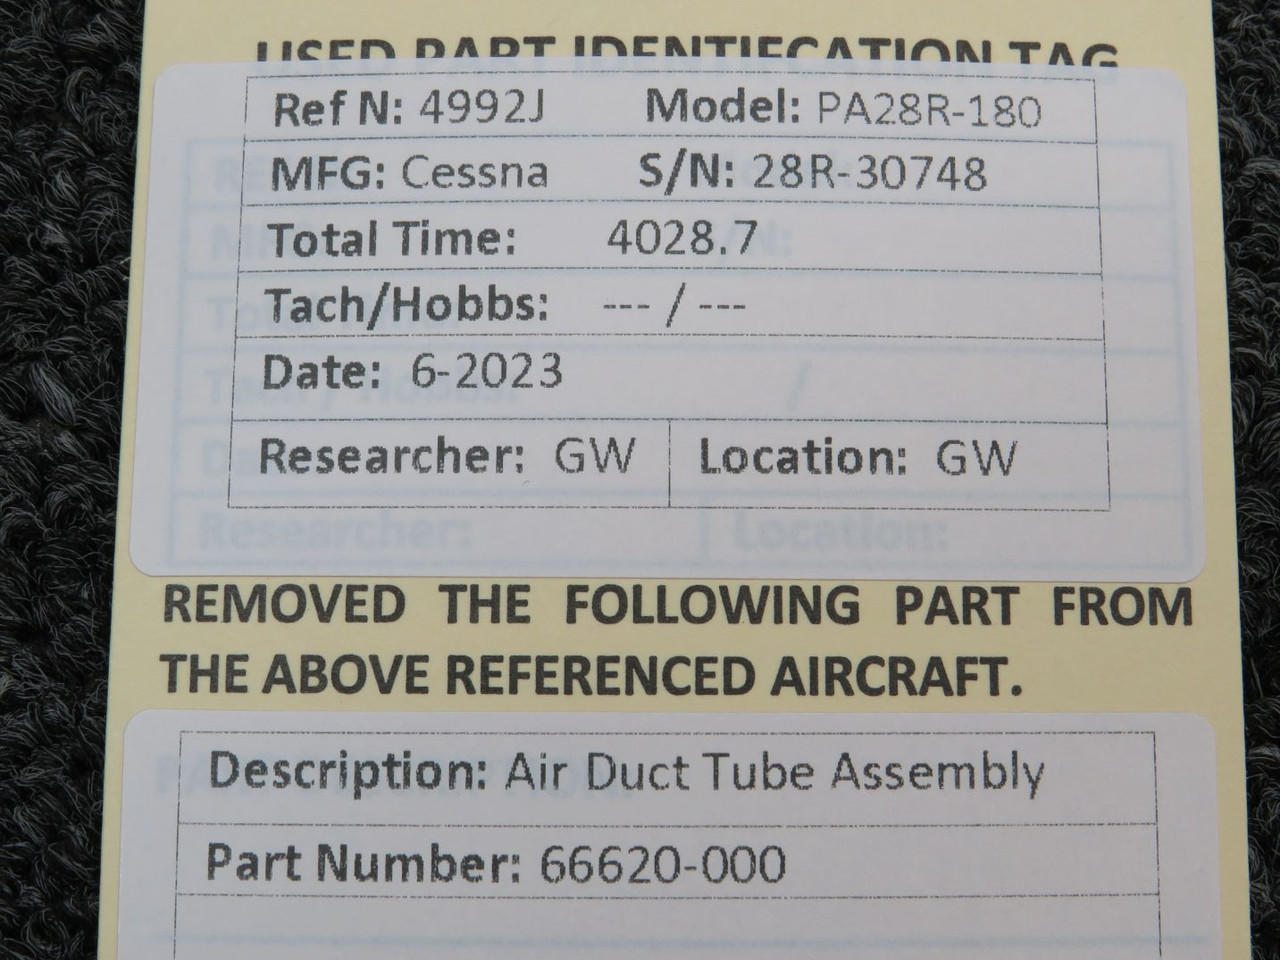 USED PART IDENTIFICATION TAG
Ref N: 4992J Model: PA28R-180
MFG: Cessna S/N: 28R-30748
Total Time: 4028.7
Tach/Hobbs: --- / ---
Date: 6-2023
Researcher: GW Location: GW
REMOVED THE FOLLOWING PART FROM
THE ABOVE REFERENCED AIRCRAFT.
Description: Air Duct Tube Assembly
Part Number: 66620-000